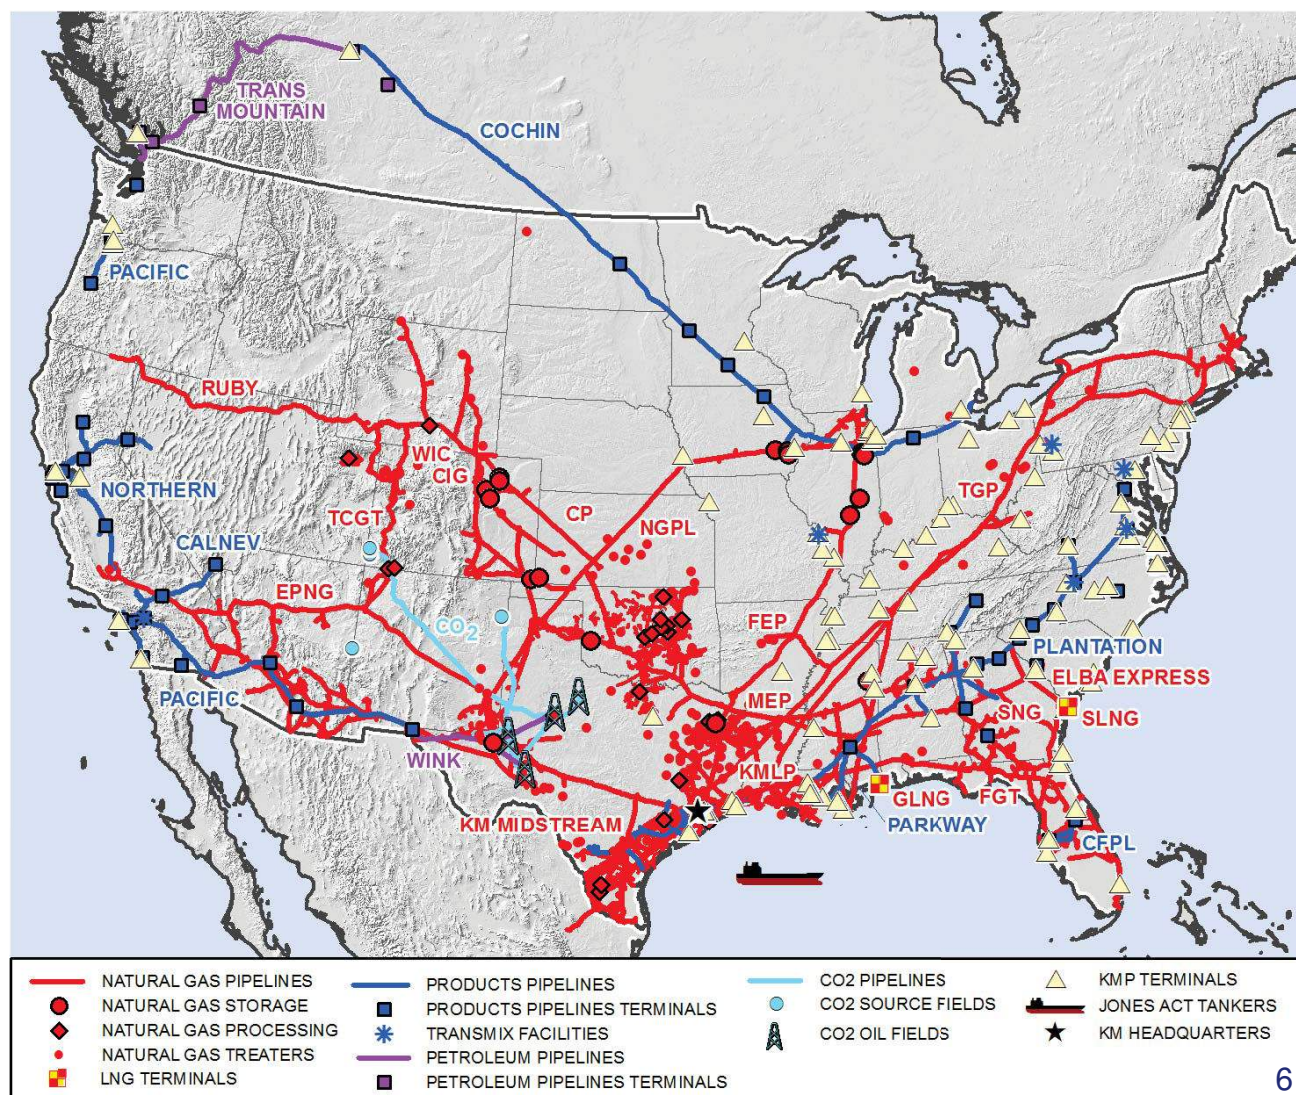 TRANS
MOUNTAIN
COCHIN
PACIFIC
RUBY
WIC
CIG
NORTHERN
TCGT
CP
NGPL
TGP
CALNEV
EPNG
CO2
FEP
PLANTATION
ELBA EXPRESS
PACIFIC
MEP
SNG
SLNG
WINK
KMLP
GLNG
FGT
KM MIDSTREAM
PARKWAY
CFPL
NATURAL GAS PIPELINES
NATURAL GAS STORAGE
NATURAL GAS PROCESSING
NATURAL GAS TREATERS
LNG TERMINALS
PRODUCTS PIPELINES
PRODUCTS PIPELINES TERMINALS
TRANSMIX FACILITIES
PETROLEUM PIPELINES
PETROLEUM PIPELINES TERMINALS
CO2 PIPELINES
CO2 SOURCE FIELDS
CO2 OIL FIELDS
KMP TERMINALS
JONES ACT TANKERS
KM HEADQUARTERS
6